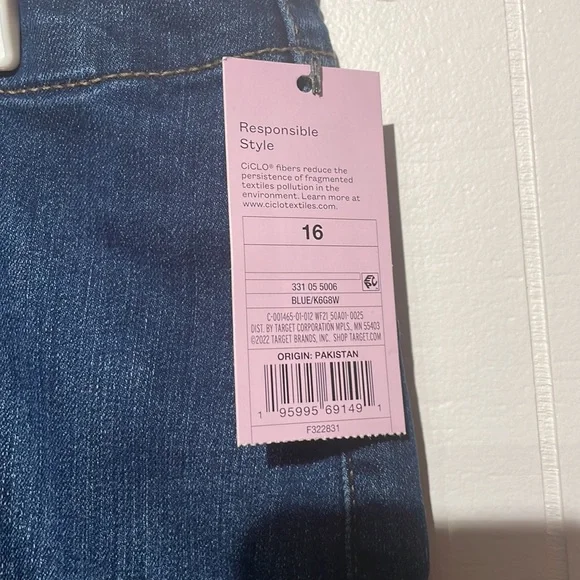 Responsible
Style
CiCLO® fibers reduce the
persistence of fragmented
textiles pollution in the
environment. Learn more at
www.ciclotextiles.com.
16
331 05 5006
BLUE/K6G8W
C-001465-01-012 WF21_50A01-0025
DIST. BY TARGET CORPORATION MPLS., MN 55403
©2022 TARGET BRANDS, INC. SHOP TARGET.COM
ORIGIN: PAKISTAN
1 95995 69149 1
F322831